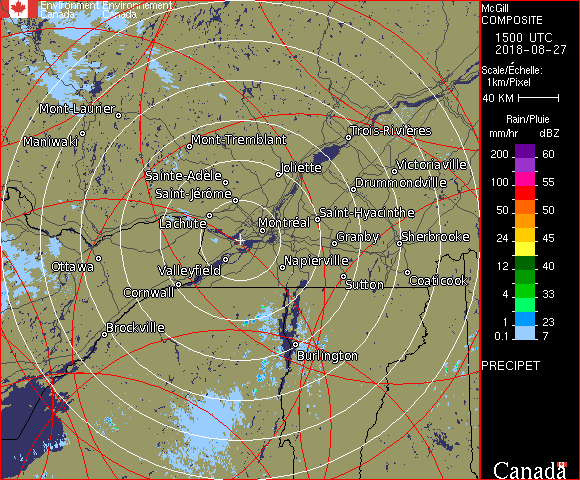 Environment Environnement
Canada Canada
McGill
COMPOSITE
1500 UTC
2018-08-27
Scale/Échelle:
1km/Pixel
40 KM
Rain/Pluie
mm/hr dBZ
200 60
155
100 55
50 50
24 45
12 40
4 33
1 23
0.1 7
PRECIPET
Mont-Laurier
Maniwaki
Mont-Tremblant
Trois-Rivières
Joliette
Victoriaville
Sainte-Adèle
Drummondville
Saint-Jérôme
Saint-Hyacinthe
Lachute
Montréal
Granby
Sherbrooke
Ottawa
Valleyfield
Napierville
Cornwall
Sutton
Coaticook
Brockville
Burlington
Canada